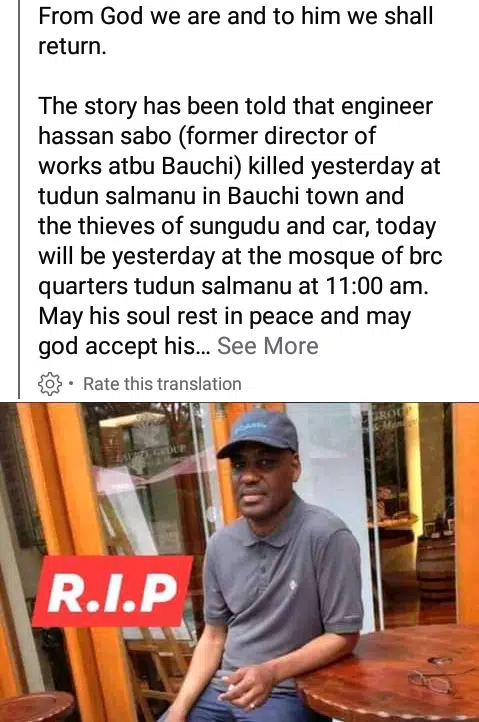 From God we are and to him we shall
return.
The story has been told that engineer
hassan sabo (former director of
works atbu Bauchi) killed yesterday at
tudun salmanu in Bauchi town and
the thieves of sungudu and car, today
will be yesterday at the mosque of brc
quarters tudun salmanu at 11:00 am.
May his soul rest in peace and may
god accept his... See More
Rate this translation
GROUP
GROUP
R.I.P